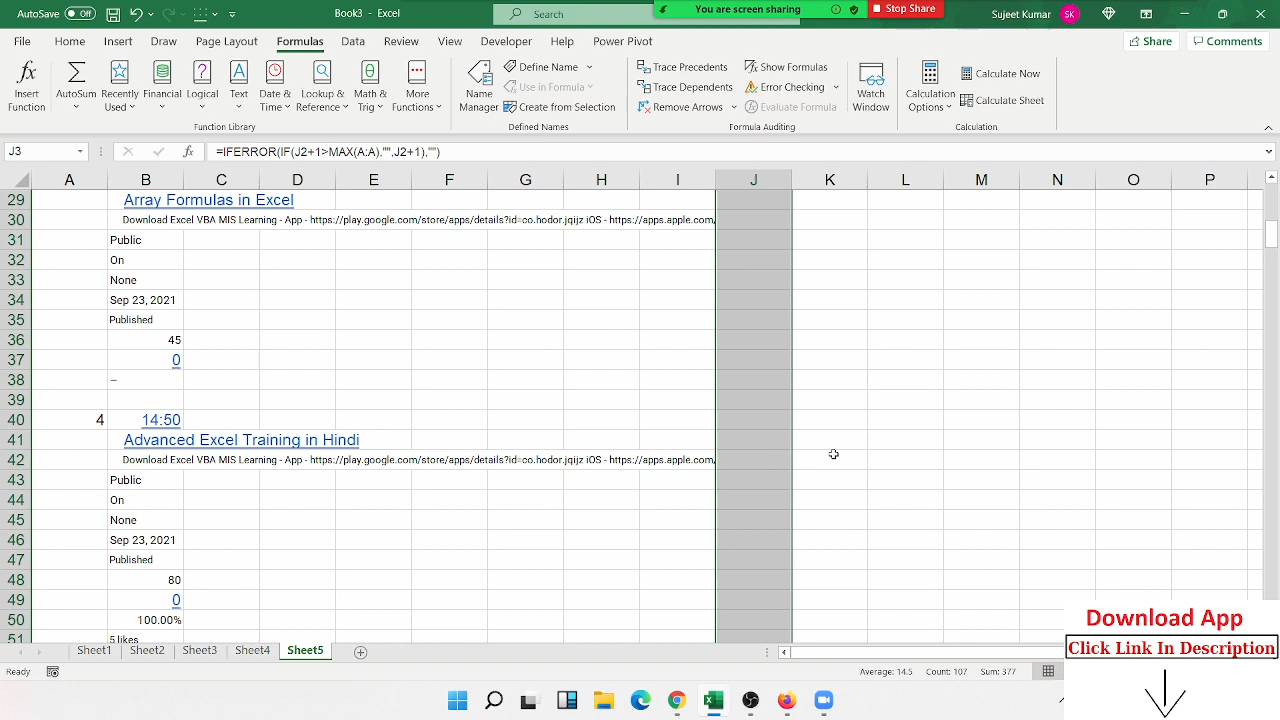 AutoSave Off Book3 - Excel Search You are screen sharing Stop Share Sujeet Kumar SK
File Home Insert Draw Page Layout Formulas Data Review View Developer Help Power Pivot Share Comments
Insert Function AutoSum Recently Used Financial Logical Text Date & Time Lookup & Reference Math & Trig More Functions
Name Manager Define Name Use in Formula Create from Selection
Trace Precedents Trace Dependents Remove Arrows Show Formulas Error Checking Evaluate Formula Watch Window
Calculation Options Calculate Now Calculate Sheet
Function Library Defined Names Formula Auditing Calculation
J3 fx =IFERROR(IF(J2+1>MAX(A:A),"",J2+1),"")
A B C D E F G H I J K L M N O P
29 Array Formulas in Excel
30 Download Excel VBA MIS Learning - App - https://play.google.com/store/apps/details?id=co.hodor.jqijz iOS - https://apps.apple.com/
31 Public
32 On
33 None
34 Sep 23, 2021
35 Published
36 45
37 0
38 –
39
40 4 14:50
41 Advanced Excel Training in Hindi
42 Download Excel VBA MIS Learning - App - https://play.google.com/store/apps/details?id=co.hodor.jqijz iOS - https://apps.apple.com/
43 Public
44 On
45 None
46 Sep 23, 2021
47 Published
48 80
49 0
50 100.00%
51 5 likes
Download App
Click Link In Description
Sheet1 Sheet2 Sheet3 Sheet4 Sheet5
Ready Average: 14.5 Count: 107 Sum: 377